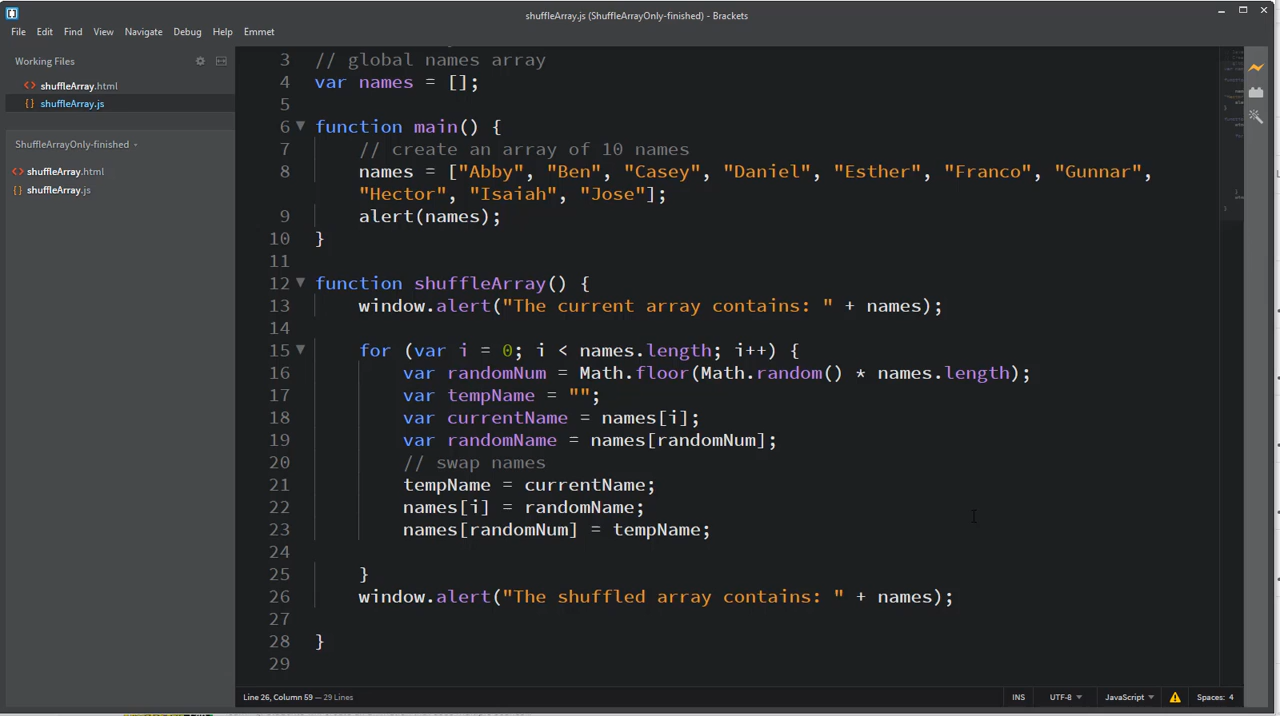 shuffleArray.js (ShuffleArrayOnly-finished) - Brackets
File Edit Find View Navigate Debug Help Emmet
Working Files
shuffleArray.html
shuffleArray.js
ShuffleArrayOnly-finished
shuffleArray.html
shuffleArray.js
3 // global names array
4 var names = [];
5
6 function main() {
7 // create an array of 10 names
8 names = ["Abby", "Ben", "Casey", "Daniel", "Esther", "Franco", "Gunnar",
"Hector", "Isaiah", "Jose"];
9 alert(names);
10 }
11
12 function shuffleArray() {
13 window.alert("The current array contains: " + names);
14
15 for (var i = 0; i < names.length; i++) {
16 var randomNum = Math.floor(Math.random() * names.length);
17 var tempName = "";
18 var currentName = names[i];
19 var randomName = names[randomNum];
20 // swap names
21 tempName = currentName;
22 names[i] = randomName;
23 names[randomNum] = tempName;
24
25 }
26 window.alert("The shuffled array contains: " + names);
27
28 }
29
Line 26, Column 59 — 29 Lines
INS UTF-8 JavaScript Spaces: 4